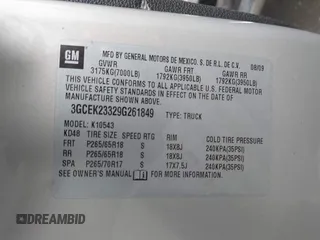 GM
MFD BY GENERAL MOTORS DE MEXICO, S. DE R.L. DE C.V. 08/09
GVWR GAWR FRT GAWR RR
3175KG(7000LB) 1792KG(3950LB) 1792KG(3950LB)
THIS VEHICLE CONFORMS TO ALL APPLICABLE U.S. FEDERAL
MOTOR VEHICLE SAFETY STANDARDS IN EFFECT ON THE DATE OF
MANUFACTURE SHOWN ABOVE.
3GCEK23329G261849 TYPE: TRUCK
MODEL: K10543
KD48 TIRE SIZE SPEED RTG RIM COLD TIRE PRESSURE
FRT P265/65R18 S 18X8J 240KPA(35PSI)
RR P265/65R18 S 18X8J 240KPA(35PSI)
SPA P265/70R17 S 17X7.5J 240KPA(35PSI)
SEE OWNER'S MANUAL FOR ADDITIONAL INFORMATION
© DREAMBID